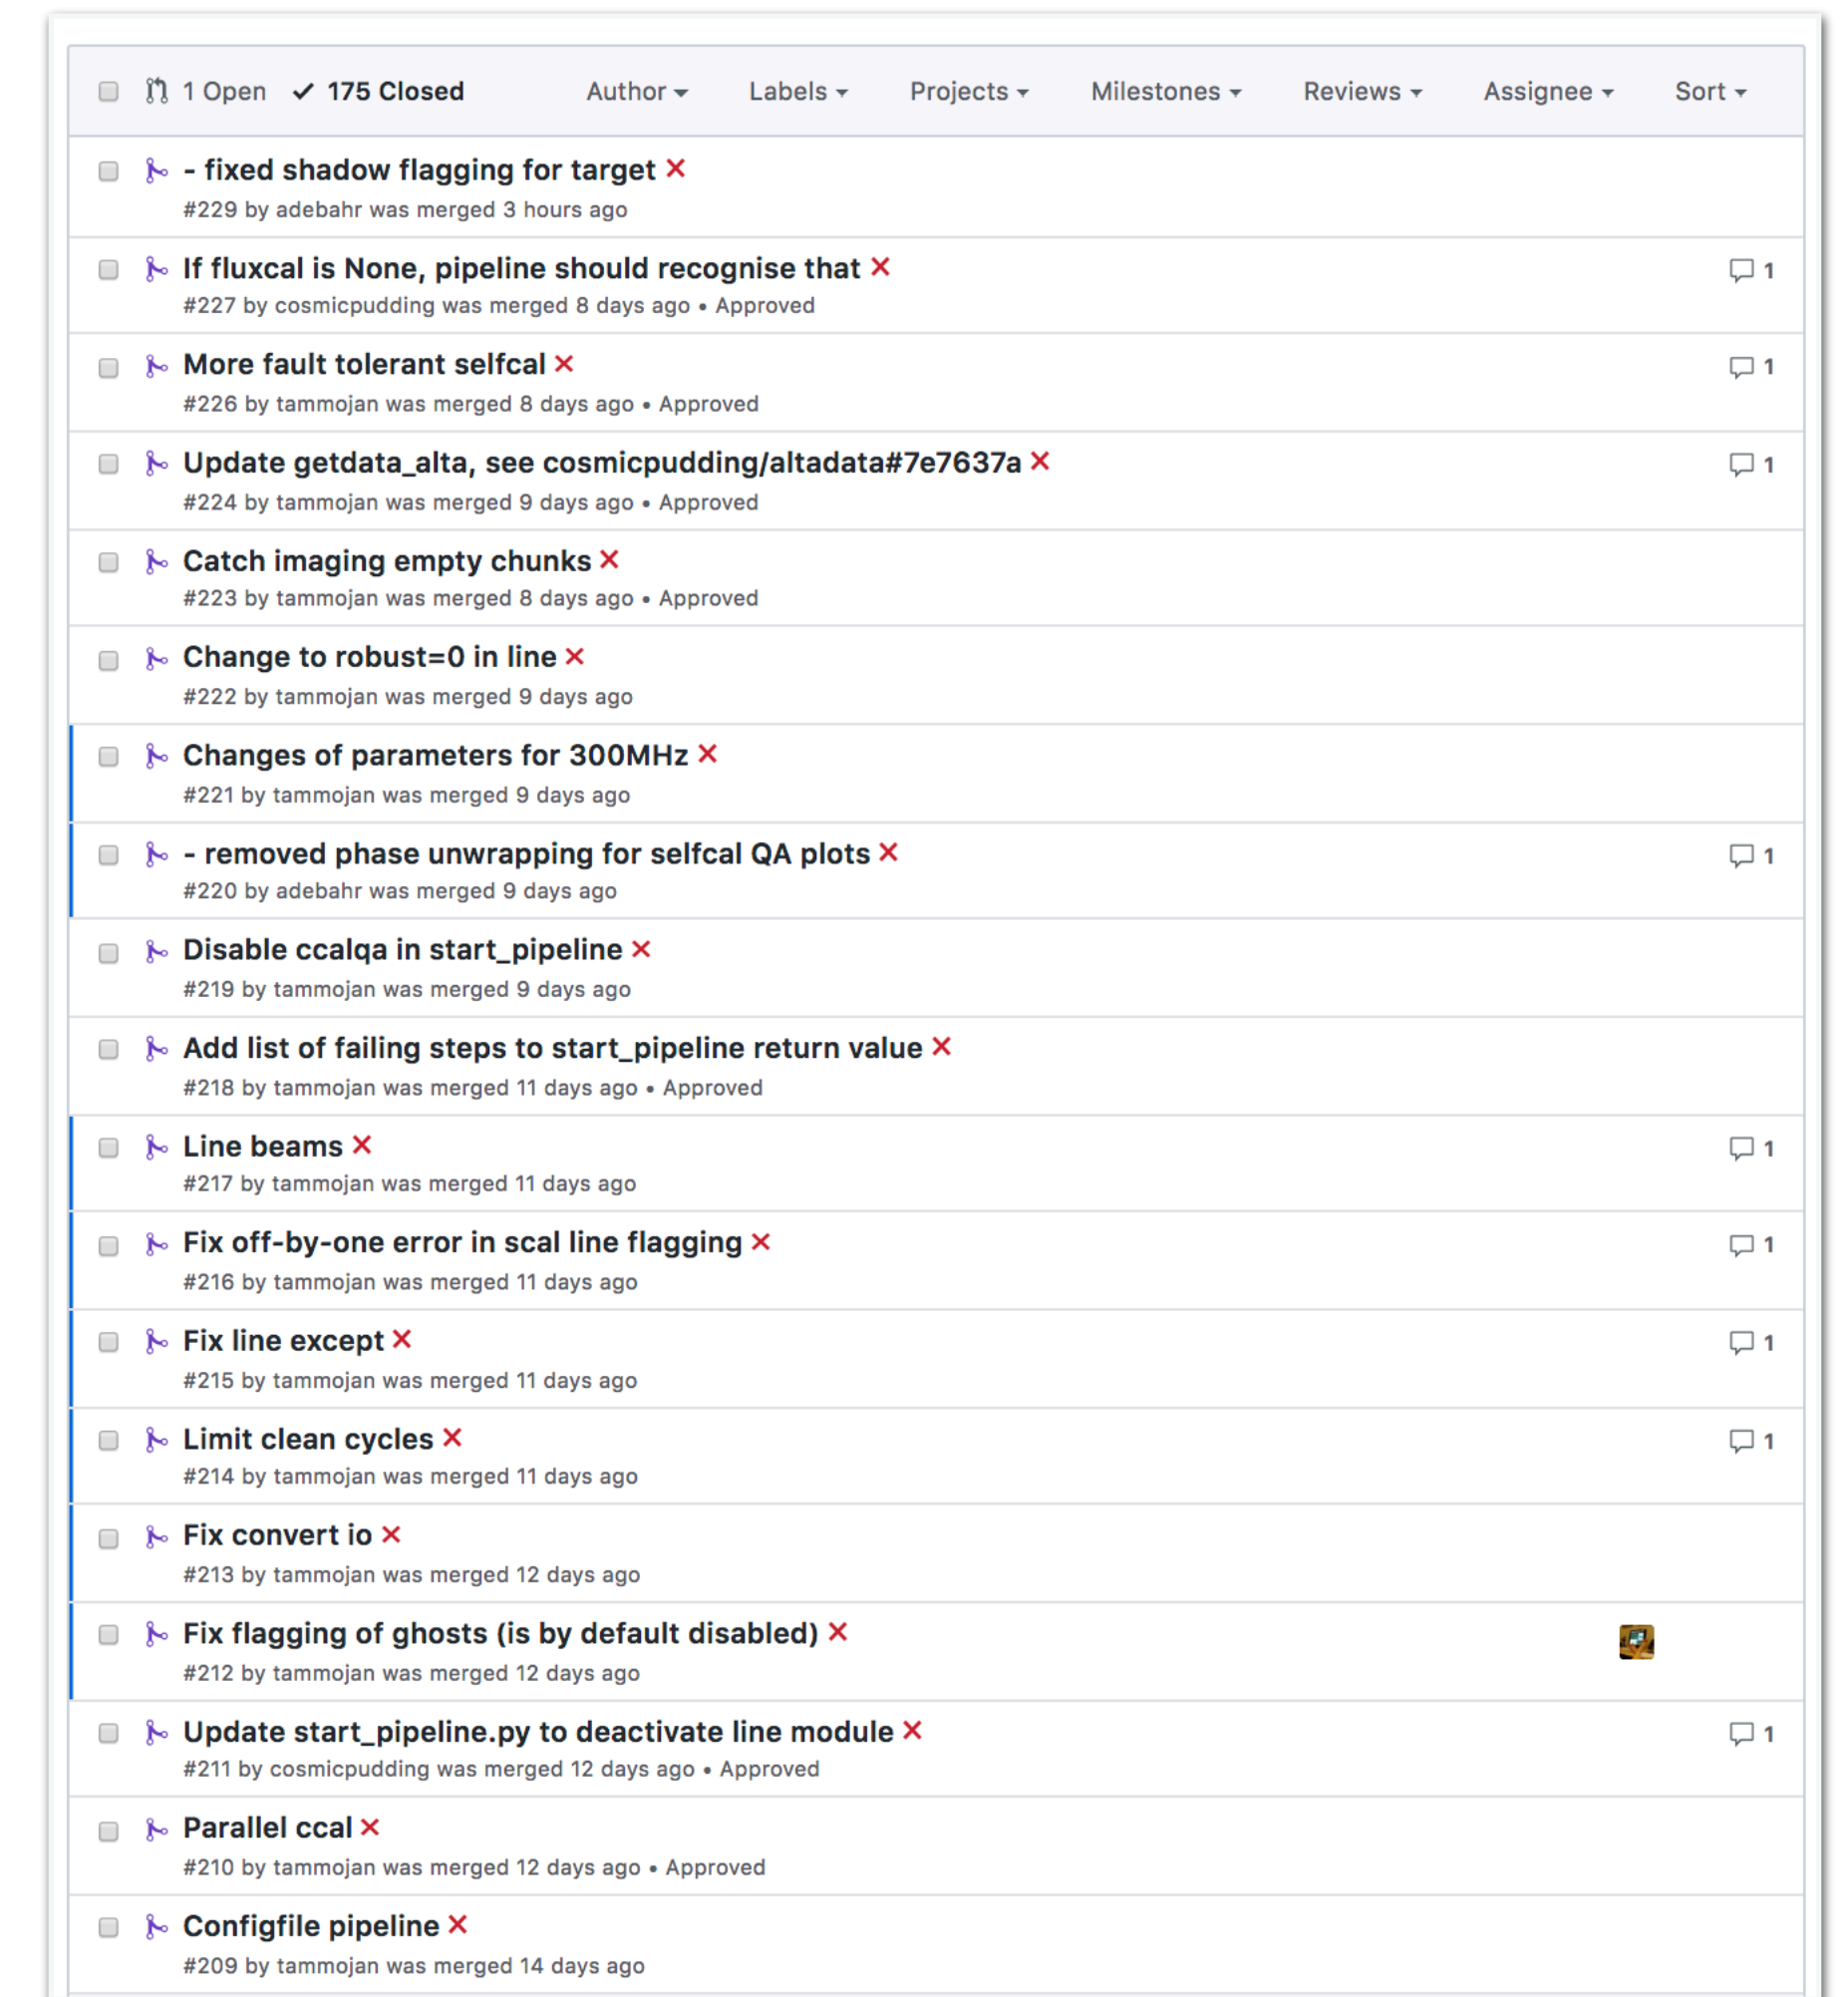 1 Open 175 Closed Author Labels Projects Milestones Reviews Assignee Sort
- fixed shadow flagging for target
#229 by adebahr was merged 3 hours ago
If fluxcal is None, pipeline should recognise that 1
#227 by cosmicpudding was merged 8 days ago • Approved
More fault tolerant selfcal 1
#226 by tammojan was merged 8 days ago • Approved
Update getdata_alta, see cosmicpudding/altadata#7e7637a 1
#224 by tammojan was merged 9 days ago • Approved
Catch imaging empty chunks
#223 by tammojan was merged 8 days ago • Approved
Change to robust=0 in line
#222 by tammojan was merged 9 days ago
Changes of parameters for 300MHz
#221 by tammojan was merged 9 days ago
- removed phase unwrapping for selfcal QA plots 1
#220 by adebahr was merged 9 days ago
Disable ccalqa in start_pipeline
#219 by tammojan was merged 9 days ago
Add list of failing steps to start_pipeline return value
#218 by tammojan was merged 11 days ago • Approved
Line beams 1
#217 by tammojan was merged 11 days ago
Fix off-by-one error in scal line flagging 1
#216 by tammojan was merged 11 days ago
Fix line except 1
#215 by tammojan was merged 11 days ago
Limit clean cycles 1
#214 by tammojan was merged 11 days ago
Fix convert io
#213 by tammojan was merged 12 days ago
Fix flagging of ghosts (is by default disabled)
#212 by tammojan was merged 12 days ago
Update start_pipeline.py to deactivate line module 1
#211 by cosmicpudding was merged 12 days ago • Approved
Parallel ccal
#210 by tammojan was merged 12 days ago • Approved
Configfile pipeline
#209 by tammojan was merged 14 days ago